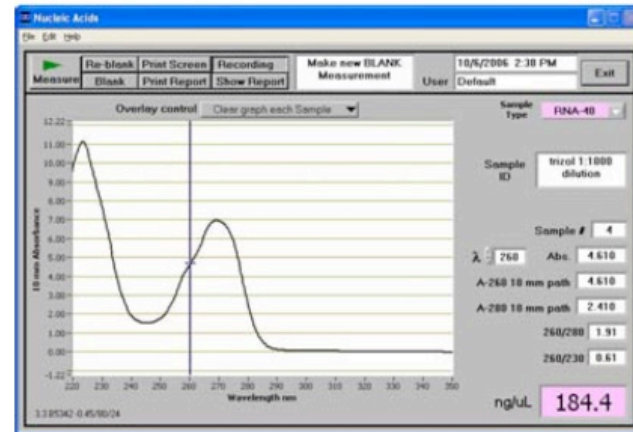 Nucleic Acids
File Edit Help
Measure
Re-blank Print Screen Recording
Blank Print Report Show Report
Make new BLANK
Measurement
10/6/2006 2:30 PM
User Default
Exit
Overlay control Clear graph each Sample
Sample
Type RNA-40
Sample
ID
trizol 1:1000
dilution
Sample # 4
λ 260 Abs. 4.610
A-260 10 mm path 4.610
A-280 10 mm path 2.410
260/280 1.91
260/230 0.61
ng/uL 184.4
10 mm Absorbance
12.22
11.00
10.00
9.00
8.00
7.00
6.00
5.00
4.00
3.00
2.00
1.00
0.00
-1.22
220 230 240 250 260 270 280 290 300 310 320 330 340 350
Wavelength nm